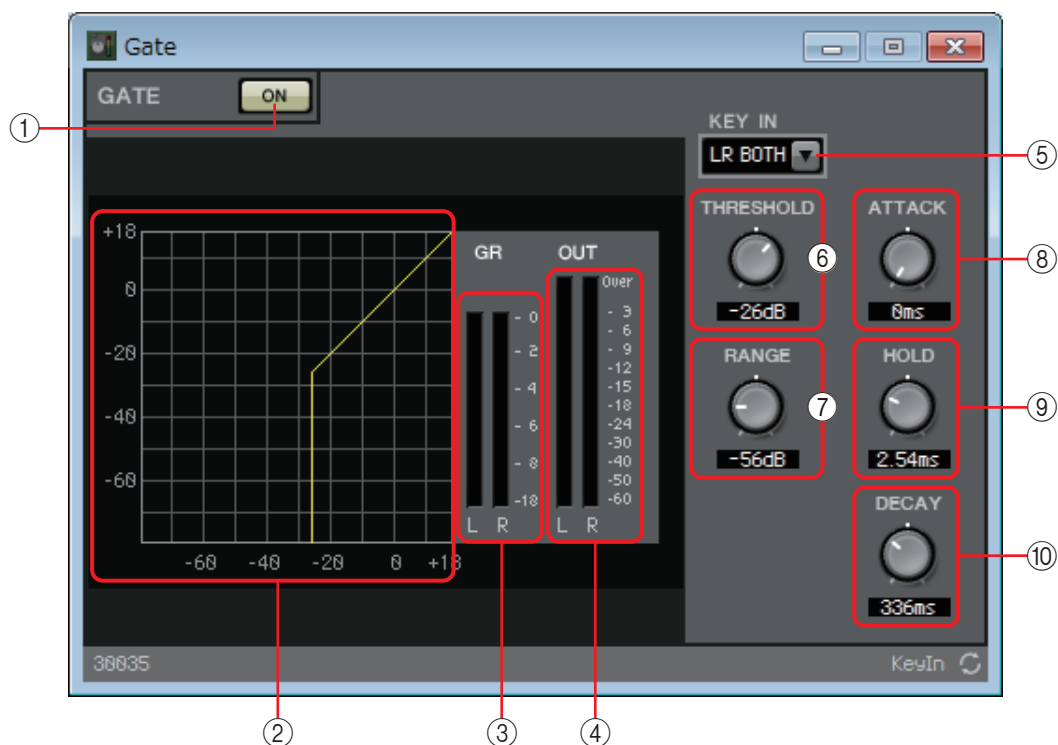 Gate
GATE
ON
①
KEY IN
LR BOTH
⑤
THRESHOLD
-26dB
⑥
ATTACK
0ms
⑧
RANGE
-56dB
⑦
HOLD
2.54ms
⑨
DECAY
336ms
⑩
+18
0
-20
-40
-60
-60 -40 -20 0 +18
②
GR
- 0
- 2
- 4
- 6
- 8
-18
L R
③
OUT
Over
- 3
- 6
- 9
-12
-15
-18
-24
-30
-40
-50
-60
L R
④
30035
KeyIn